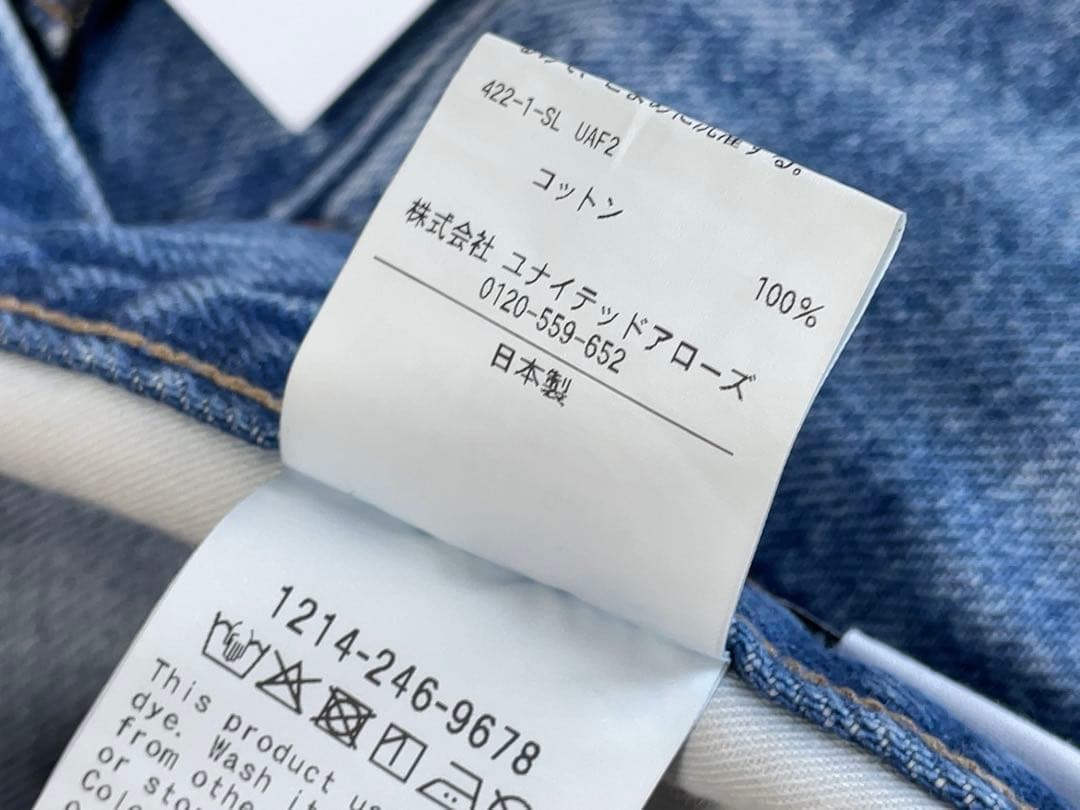 422-1-SL UAF2
コットン
100%
株式会社 ユナイテッドアローズ
0120-559-652
日本製
1214-246-9678
This product us
dye. Wash it
from othe
or sto
Colo